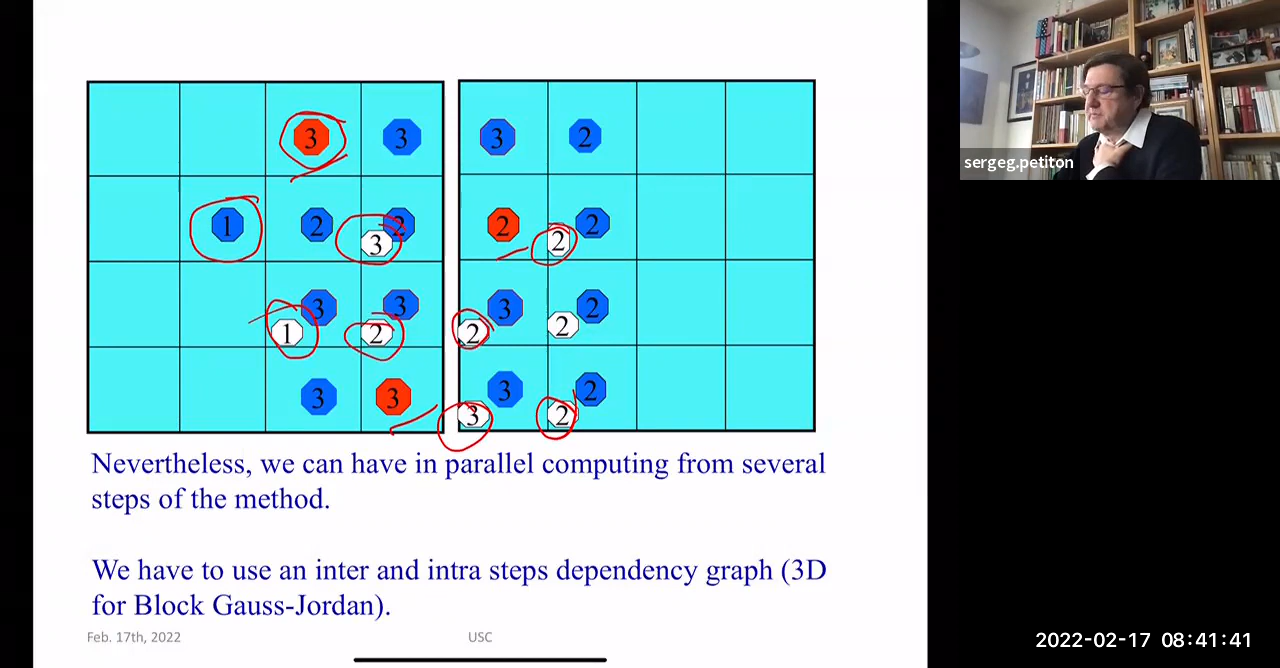 3 3 3 2
sergeg.petiton
1 2 2 2 2
3 2
3 3 3 2
1 2 2 2
3 3 3 2
3 2
Nevertheless, we can have in parallel computing from several
steps of the method.
We have to use an inter and intra steps dependency graph (3D
for Block Gauss-Jordan).
Feb. 17th, 2022 USC
2022-02-17 08:41:41